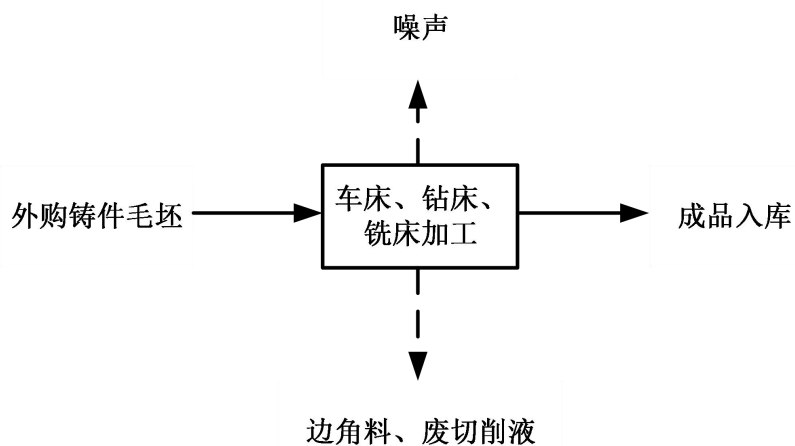 噪声
外购铸件毛坯
车床、钻床、
铣床加工
成品入库
边角料、废切削液